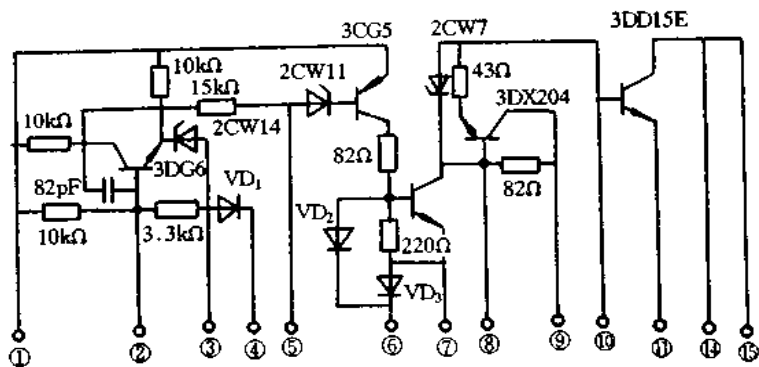 3CG5
2CW7
3DD15E
10kΩ
15kΩ
2CW11
43Ω
3DX204
10kΩ
2CW14
3DG6
82Ω
82Ω
82pF
VD₁
VD₂
10kΩ
3.3kΩ
220Ω
VD₃
① ② ③ ④ ⑤ ⑥ ⑦ ⑧ ⑨ ⑩ ⑪ ⑭ ⑮